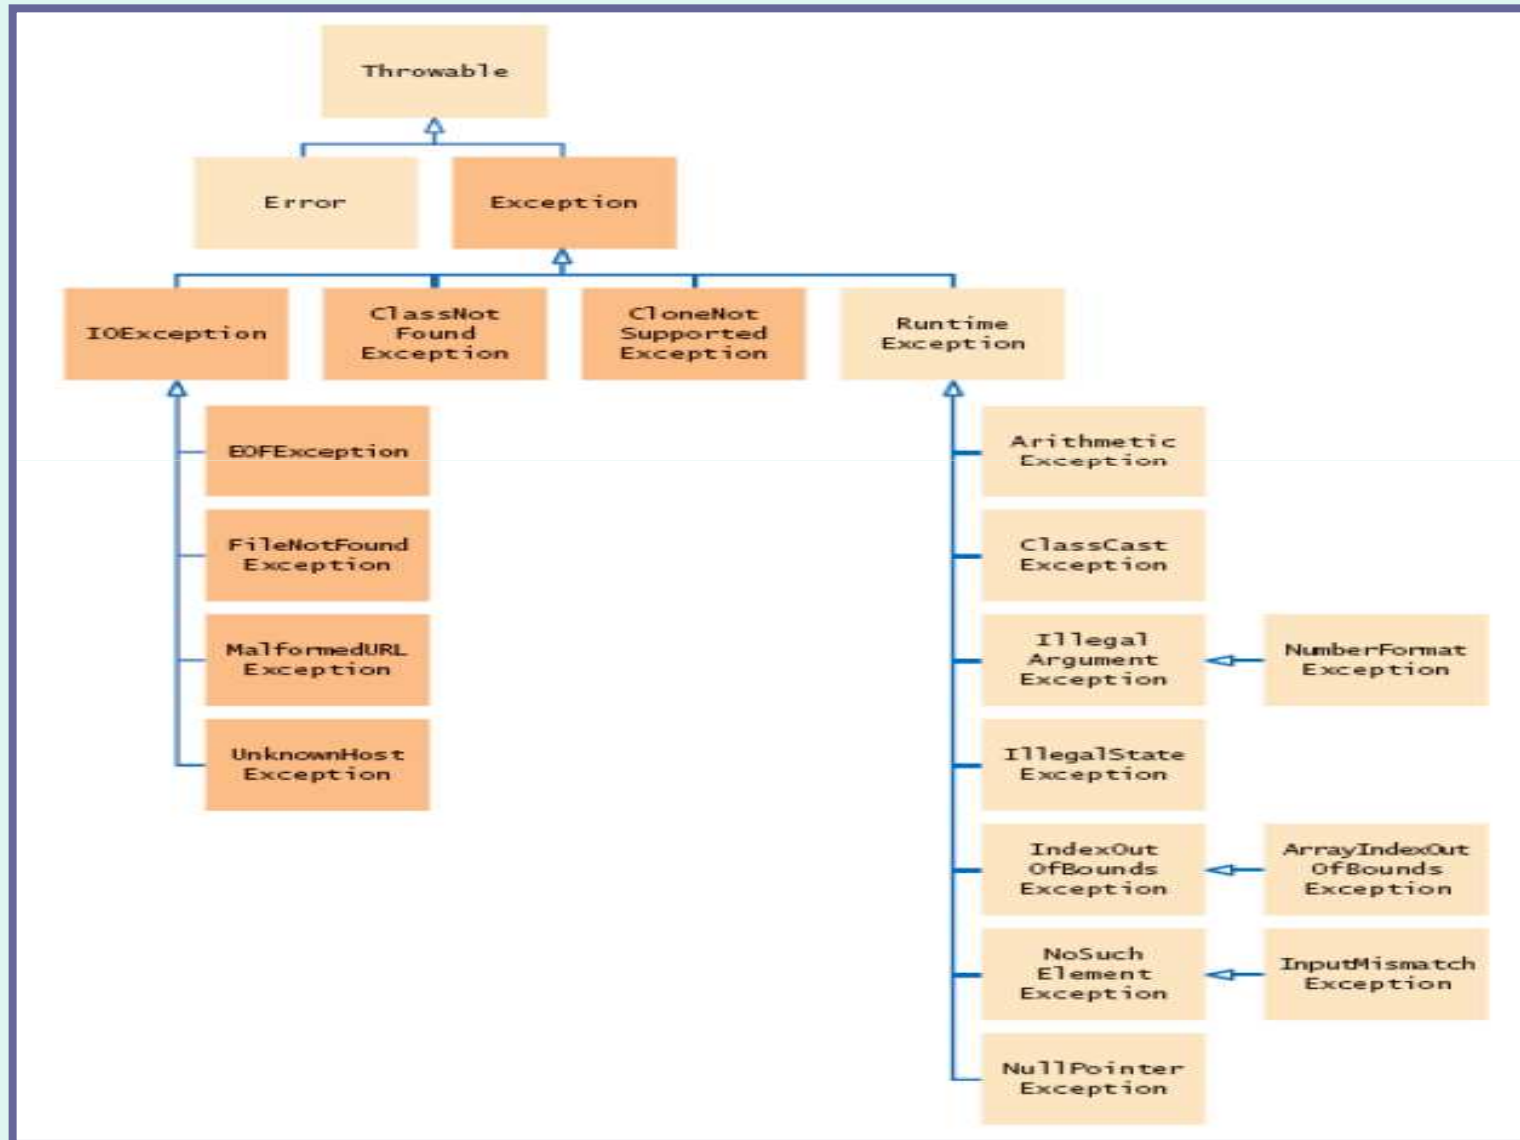 Throwable
Error
Exception
IOException
ClassNot
Found
Exception
CloneNot
Supported
Exception
Runtime
Exception
EOFException
FileNotFound
Exception
MalformedURL
Exception
UnknownHost
Exception
Arithmetic
Exception
ClassCast
Exception
Illegal
Argument
Exception
NumberFormat
Exception
IllegalState
Exception
IndexOut
OfBounds
Exception
ArrayIndexOut
OfBounds
Exception
NoSuch
Element
Exception
InputMismatch
Exception
NullPointer
Exception